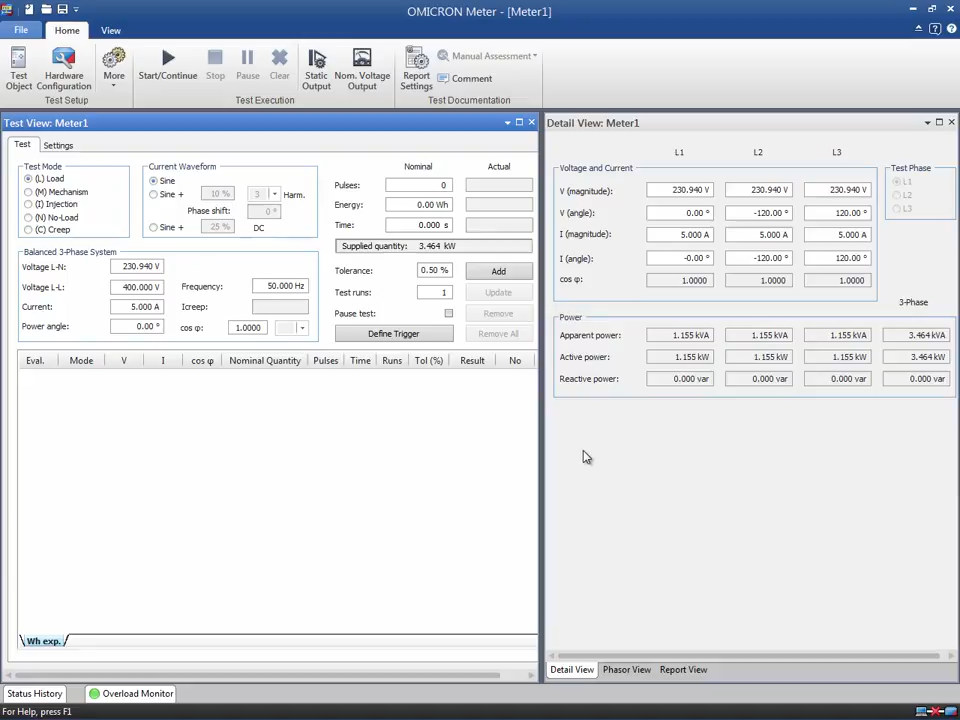 OMICRON Meter - [Meter1]
File
Home
View
Test Object
Hardware Configuration
More
Start/Continue
Stop
Pause
Clear
Static Output
Nom. Voltage Output
Report Settings
Manual Assessment
Comment
Test Setup
Test Execution
Test Documentation
Test View: Meter1
Test
Settings
Test Mode
(L) Load
(M) Mechanism
(I) Injection
(N) No-Load
(C) Creep
Current Waveform
Sine
Sine + 10 % 3 Harm.
Phase shift: 0 °
Sine + 25 % DC
Balanced 3-Phase System
Voltage L-N: 230.940 V
Voltage L-L: 400.000 V
Current: 5.000 A
Power angle: 0.00 °
Frequency: 50.000 Hz
Icreep:
cos φ: 1.0000
Nominal Actual
Pulses: 0
Energy: 0.00 Wh
Time: 0.000 s
Supplied quantity: 3.464 kW
Tolerance: 0.50 %
Add
Test runs: 1
Update
Pause test:
Remove
Define Trigger
Remove All
Eval. Mode V I cos φ Nominal Quantity Pulses Time Runs Tol (%) Result No
Wh exp.
Detail View: Meter1
L1 L2 L3
Voltage and Current
V (magnitude): 230.940 V 230.940 V 230.940 V
V (angle): 0.00 ° -120.00 ° 120.00 °
I (magnitude): 5.000 A 5.000 A 5.000 A
I (angle): -0.00 ° -120.00 ° 120.00 °
cos φ: 1.0000 1.0000 1.0000
Test Phase
L1
L2
L3
3-Phase
Power
Apparent power: 1.155 kVA 1.155 kVA 1.155 kVA 3.464 kVA
Active power: 1.155 kW 1.155 kW 1.155 kW 3.464 kW
Reactive power: 0.000 var 0.000 var 0.000 var 0.000 var
Detail View
Phasor View
Report View
Status History
Overload Monitor
For Help, press F1